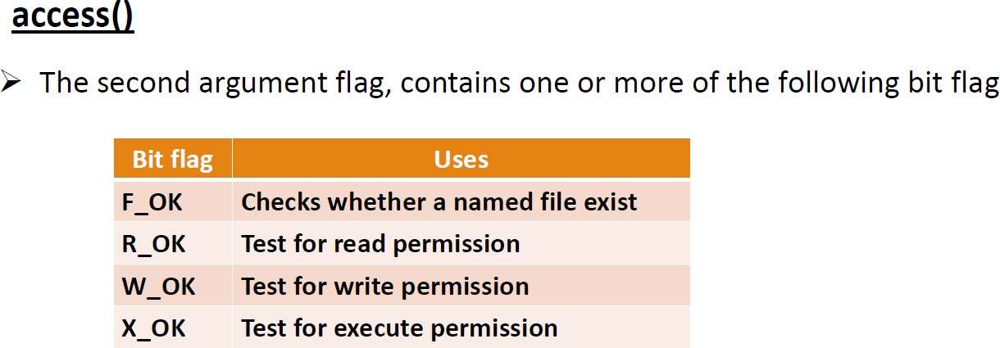 access()
➢ The second argument flag, contains one or more of the following bit flag
Bit flag Uses
F_OK Checks whether a named file exist
R_OK Test for read permission
W_OK Test for write permission
X_OK Test for execute permission